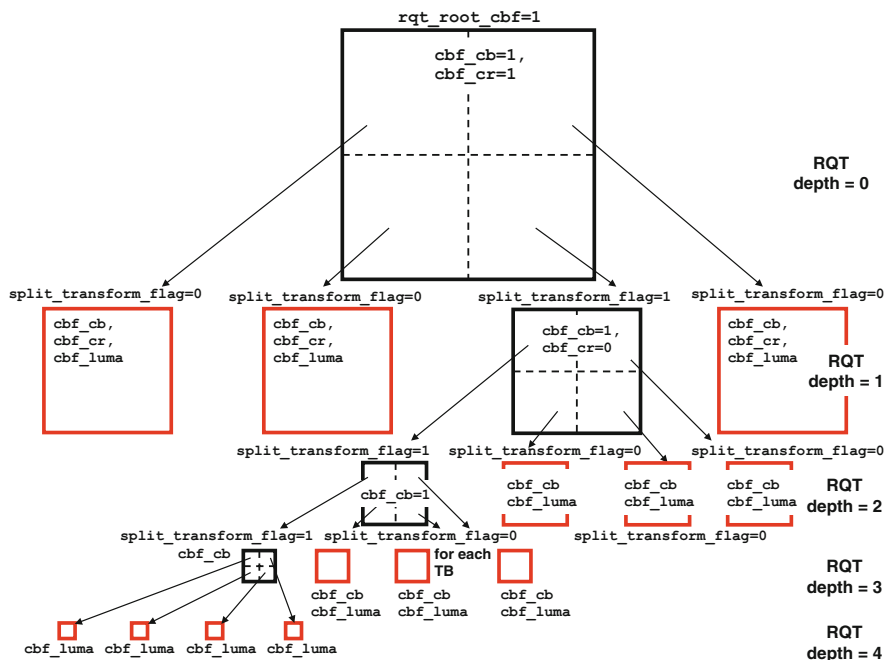 rqt_root_cbf=1
cbf_cb=1,
cbf_cr=1
RQT
depth = 0
split_transform_flag=0
split_transform_flag=0
split_transform_flag=1
split_transform_flag=0
cbf_cb,
cbf_cr,
cbf_luma
cbf_cb,
cbf_cr,
cbf_luma
cbf_cb=1,
cbf_cr=0
cbf_cb,
cbf_cr,
cbf_luma
RQT
depth = 1
split_transform_flag=1
split_transform_flag=0
split_transform_flag=0
cbf_cb=1
cbf_cb
cbf_luma
cbf_cb
cbf_luma
cbf_cb
cbf_luma
RQT
depth = 2
split_transform_flag=1
split_transform_flag=0
split_transform_flag=0
cbf_cb
for each
TB
cbf_cb
cbf_luma
cbf_cb
cbf_luma
cbf_cb
cbf_luma
RQT
depth = 3
cbf_luma
cbf_luma
cbf_luma
cbf_luma
RQT
depth = 4